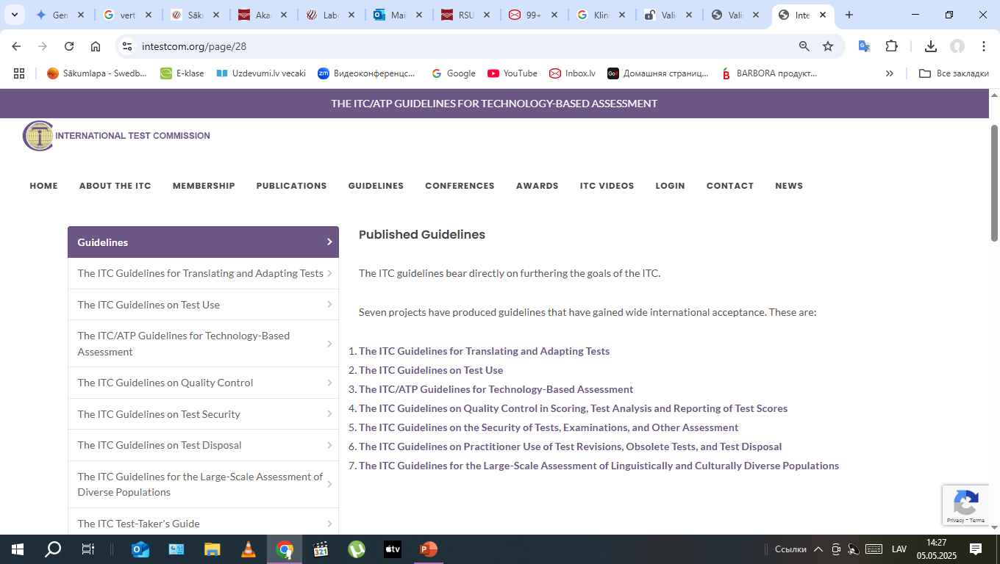 Gen
vert
Sāku
Aka
Lab
Mai
RSU
99+
Klini
Vali
Vali
Inte
intestcom.org/page/28
Sākumlapa - Swedb...
E-klase
Uzdevumi.lv vecaki
Видеоконференцс...
Google
YouTube
Inbox.lv
Домашняя страниц...
BARBORA продукт...
Все закладки
THE ITC/ATP GUIDELINES FOR TECHNOLOGY-BASED ASSESSMENT
INTERNATIONAL TEST COMMISSION
HOME ABOUT THE ITC MEMBERSHIP PUBLICATIONS GUIDELINES CONFERENCES AWARDS ITC VIDEOS LOGIN CONTACT NEWS
Guidelines
The ITC Guidelines for Translating and Adapting Tests
The ITC Guidelines on Test Use
The ITC/ATP Guidelines for Technology-Based
Assessment
The ITC Guidelines on Quality Control
The ITC Guidelines on Test Security
The ITC Guidelines on Test Disposal
The ITC Guidelines for the Large-Scale Assessment of
Diverse Populations
The ITC Test-Taker's Guide
Published Guidelines
The ITC guidelines bear directly on furthering the goals of the ITC.
Seven projects have produced guidelines that have gained wide international acceptance. These are:
1. The ITC Guidelines for Translating and Adapting Tests
2. The ITC Guidelines on Test Use
3. The ITC/ATP Guidelines for Technology-Based Assessment
4. The ITC Guidelines on Quality Control in Scoring, Test Analysis and Reporting of Test Scores
5. The ITC Guidelines on the Security of Tests, Examinations, and Other Assessment
6. The ITC Guidelines on Practitioner Use of Test Revisions, Obsolete Tests, and Test Disposal
7. The ITC Guidelines for the Large-Scale Assessment of Linguistically and Culturally Diverse Populations
Privacy - Terms
Ссылки
LAV
14:27
05.05.2025